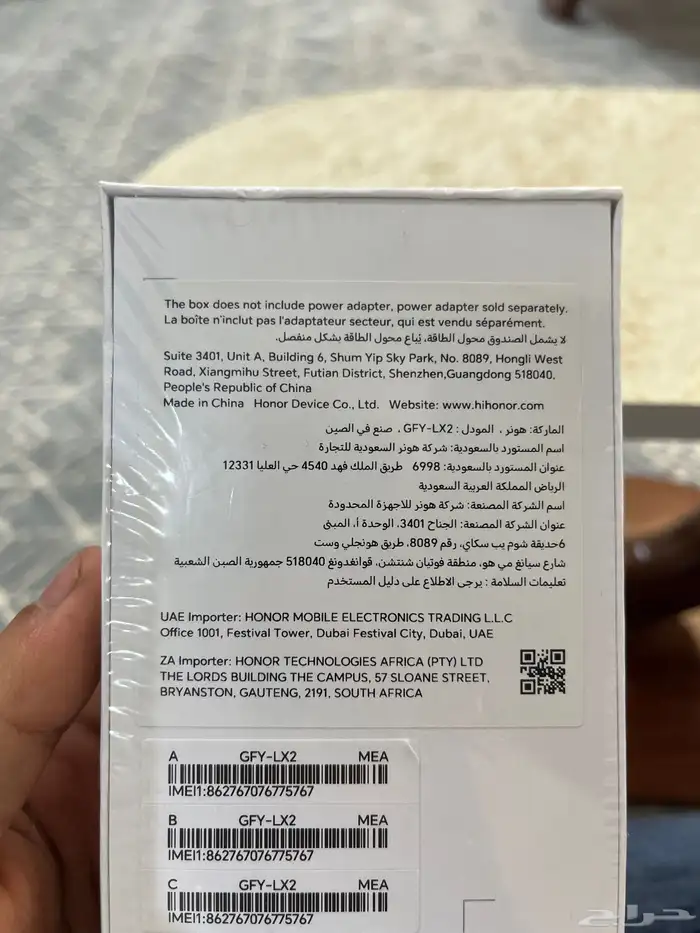 The box does not include power adapter, power adapter sold separately.
La boîte n'inclut pas l'adaptateur secteur, qui est vendu séparément.
لا يشمل الصندوق محول الطاقة، يُباع محول الطاقة بشكل منفصل.
Suite 3401, Unit A, Building 6, Shum Yip Sky Park, No. 8089, Hongli West
Road, Xiangmihu Street, Futian District, Shenzhen,Guangdong 518040,
People's Republic of China
Made in China Honor Device Co., Ltd. Website: www.hihonor.com
الماركة: هونر ، المودل : GFY-LX2 ، صنع في الصين
اسم المستورد بالسعودية: شركة هونر السعودية للتجارة
عنوان المستورد بالسعودية: 6998 طريق الملك فهد 4540 حي العليا 12331
الرياض المملكة العربية السعودية
اسم الشركة المصنعة: شركة هونر للاجهزة المحدودة
عنوان الشركة المصنعة: الجناح 3401، الوحدة أ، المبنى
6حديقة شوم يب سكاي، رقم 8089، طريق هونجلي وست
شارع سيانغ مي هو، منطقة فوتيان شنتشن، قوانغدونغ 518040 جمهورية الصين الشعبية
تعليمات السلامة : يرجى الاطلاع على دليل المستخدم
UAE Importer: HONOR MOBILE ELECTRONICS TRADING L.L.C
Office 1001, Festival Tower, Dubai Festival City, Dubai, UAE
ZA Importer: HONOR TECHNOLOGIES AFRICA (PTY) LTD
THE LORDS BUILDING THE CAMPUS, 57 SLOANE STREET,
BRYANSTON, GAUTENG, 2191, SOUTH AFRICA
A GFY-LX2 MEA
IMEI1:862767076775767
B GFY-LX2 MEA
IMEI1:862767076775767
C GFY-LX2 MEA
IMEI1:862767076775767
حراج